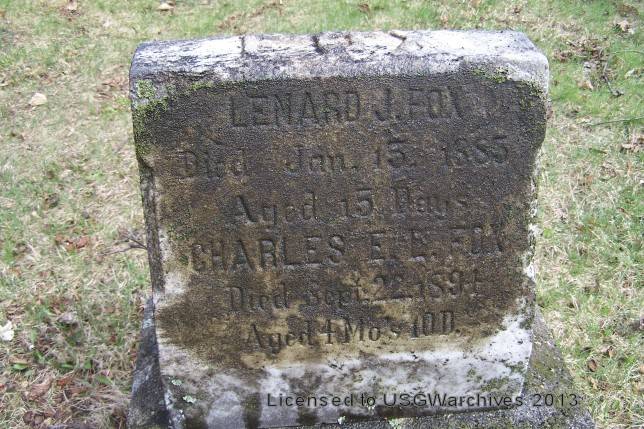 LENARD J. FOX
Died Jan. 15. 1885
Aged 15 Days
CHARLES E. E. FOX
Died Sept. 22. 1894
Aged 4 Mo's 10 D.
Licensed to USGWarchives 2013